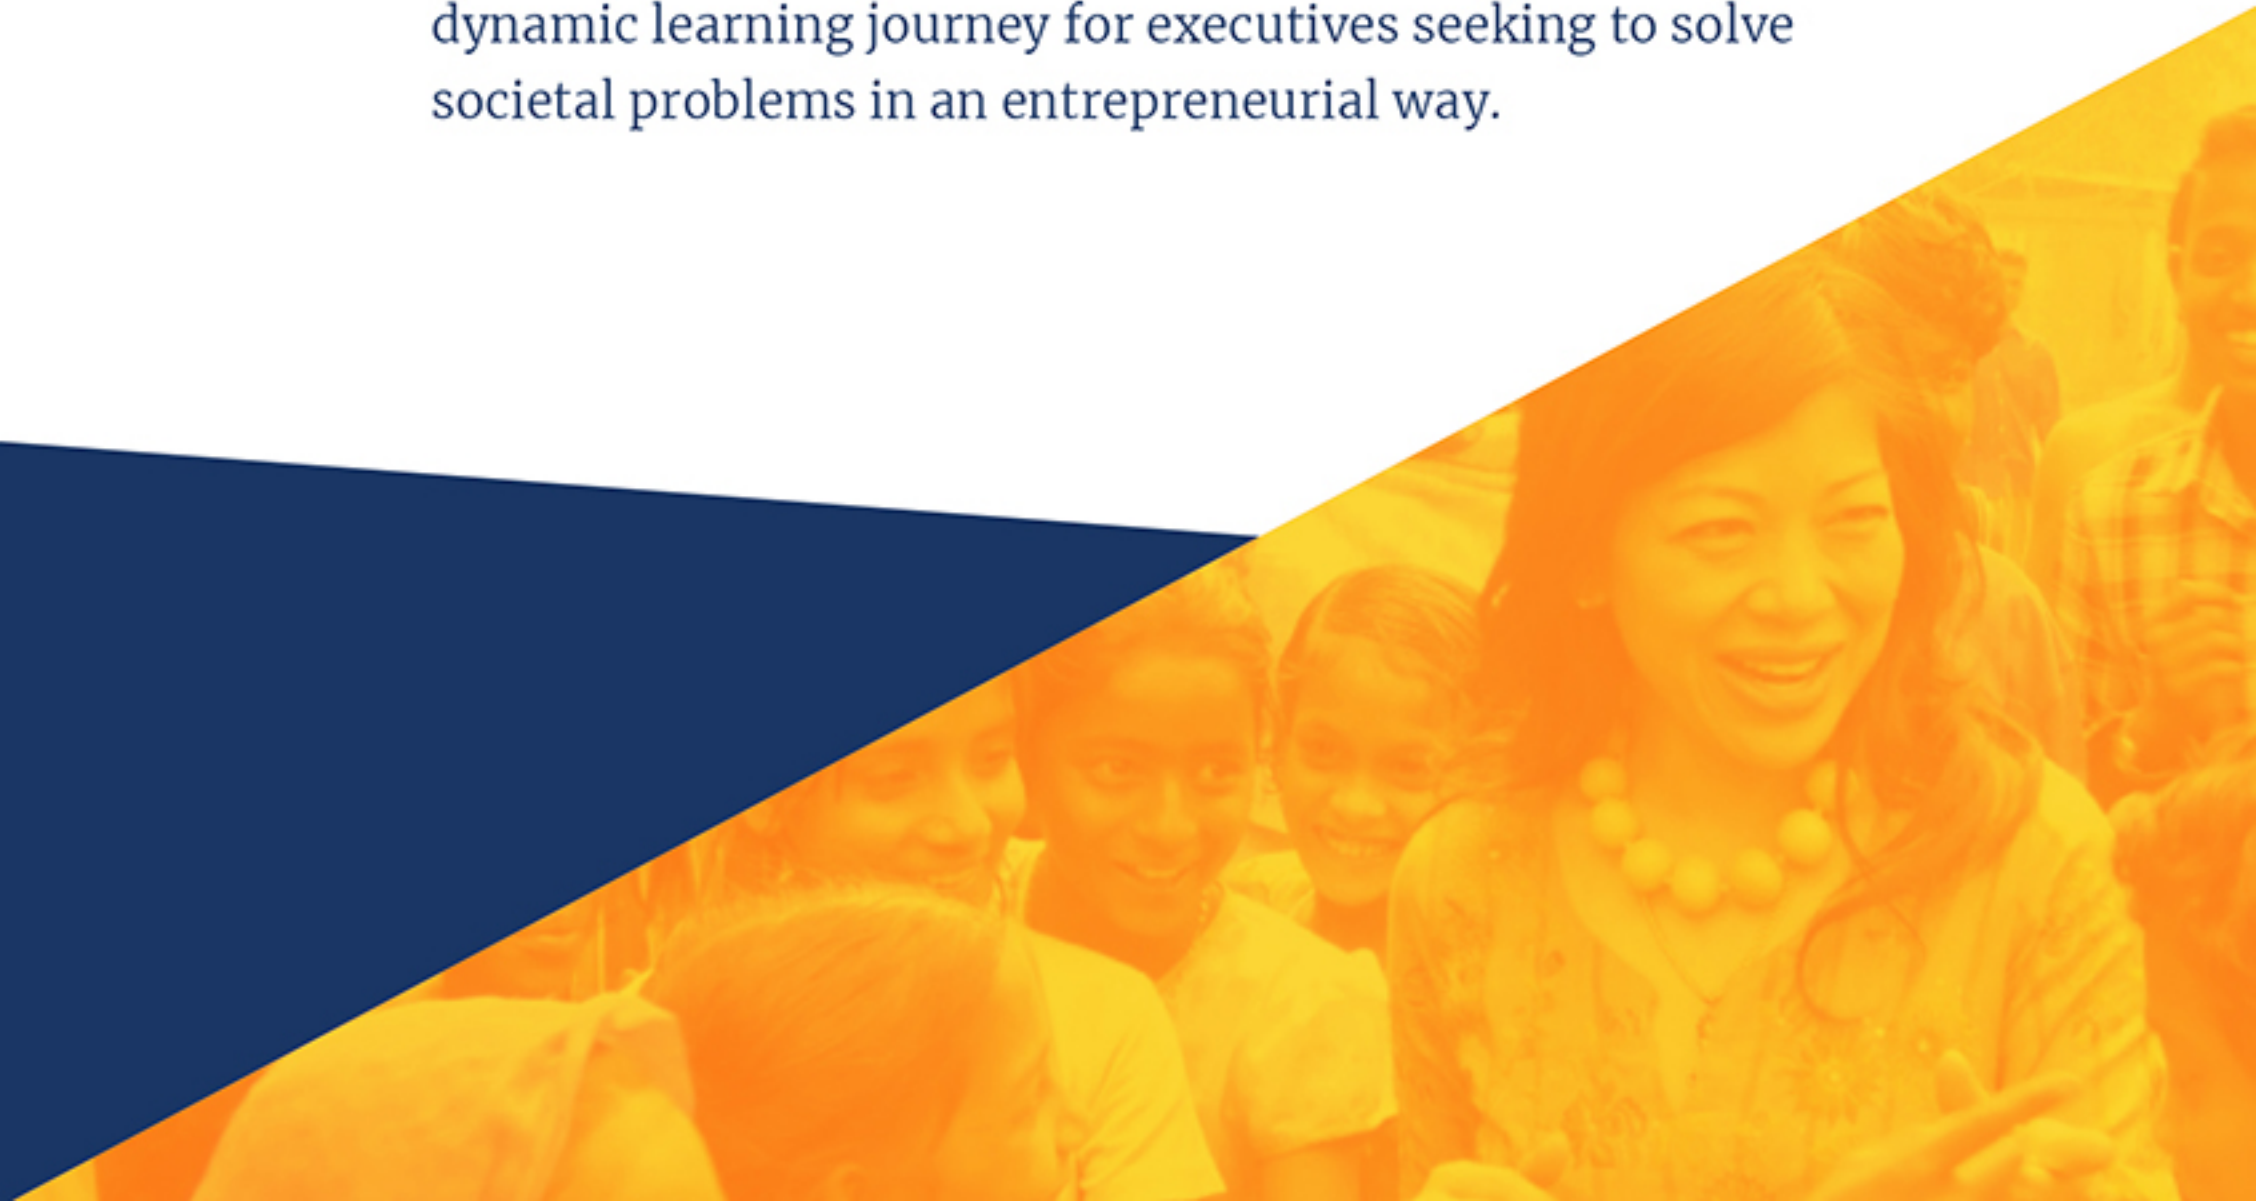 dynamic learning journey for executives seeking to solve
societal problems in an entrepreneurial way.